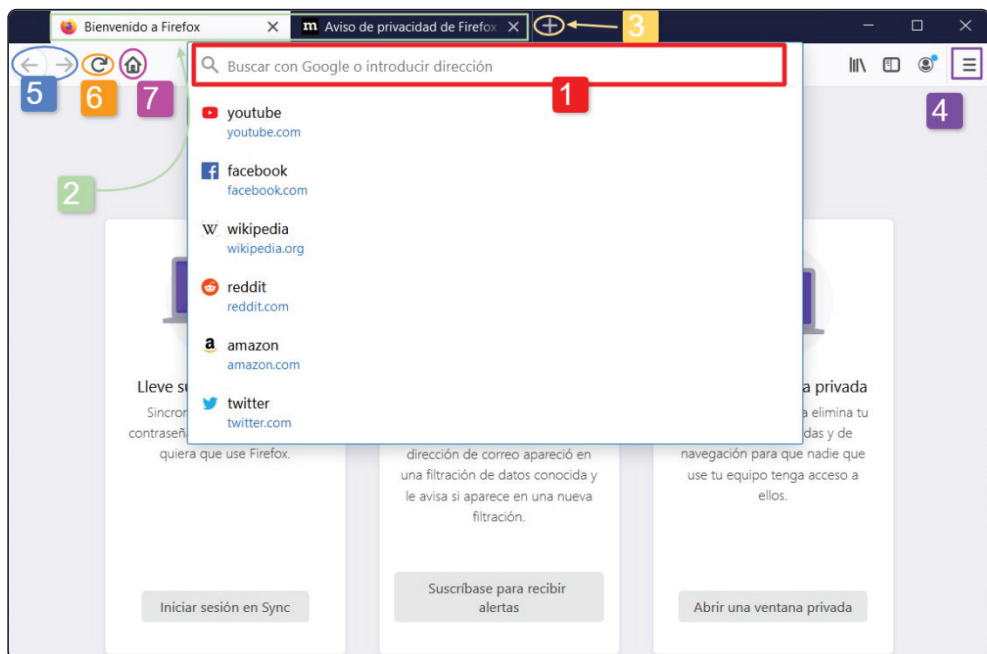 Bienvenido a Firefox
Aviso de privacidad de Firefox
3
Buscar con Google o introducir dirección
5
6
7
1
4
2
youtube
youtube.com
facebook
facebook.com
wikipedia
wikipedia.org
reddit
reddit.com
amazon
amazon.com
twitter
twitter.com
Lleve
Sincron
contraseñ
quiera que use Firefox.
dirección de correo apareció en
una filtración de datos conocida y
le avisa si aparece en una nueva
filtración.
a privada
a elimina tu
das y de
navegación para que nadie que
use tu equipo tenga acceso a
ellos.
Iniciar sesión en Sync
Suscríbase para recibir
alertas
Abrir una ventana privada